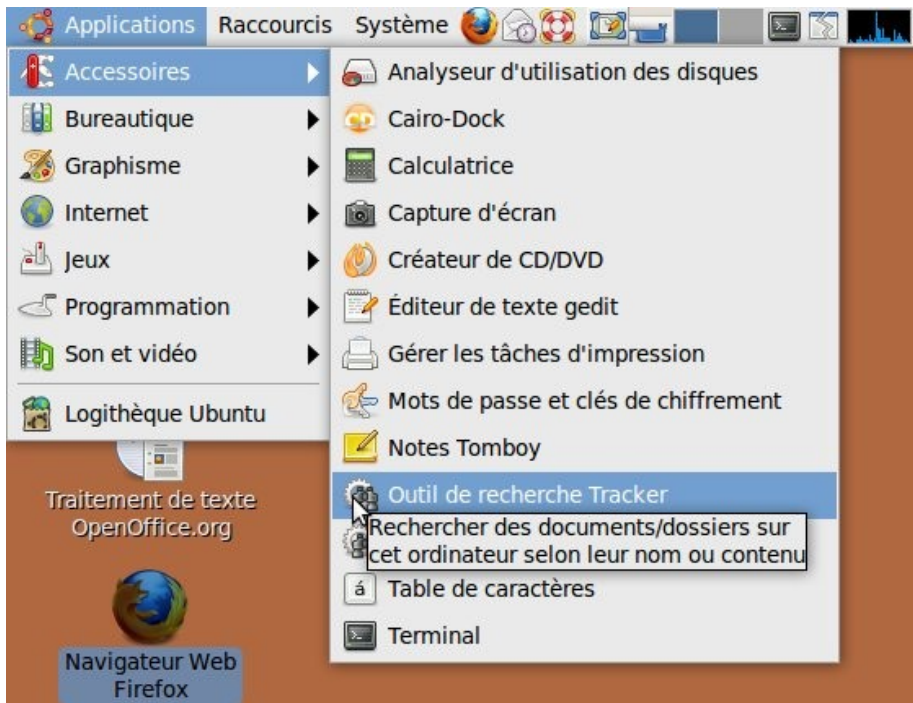 Applications Raccourcis Système
Accessoires
Bureautique
Graphisme
Internet
Jeux
Programmation
Son et vidéo
Logithèque Ubuntu
Analyseur d'utilisation des disques
Cairo-Dock
Calculatrice
Capture d'écran
Créateur de CD/DVD
Éditeur de texte gedit
Gérer les tâches d'impression
Mots de passe et clés de chiffrement
Notes Tomboy
Outil de recherche Tracker
Rechercher des documents/dossiers sur
cet ordinateur selon leur nom ou contenu
á Table de caractères
Terminal
Traitement de texte
OpenOffice.org
Navigateur Web
Firefox